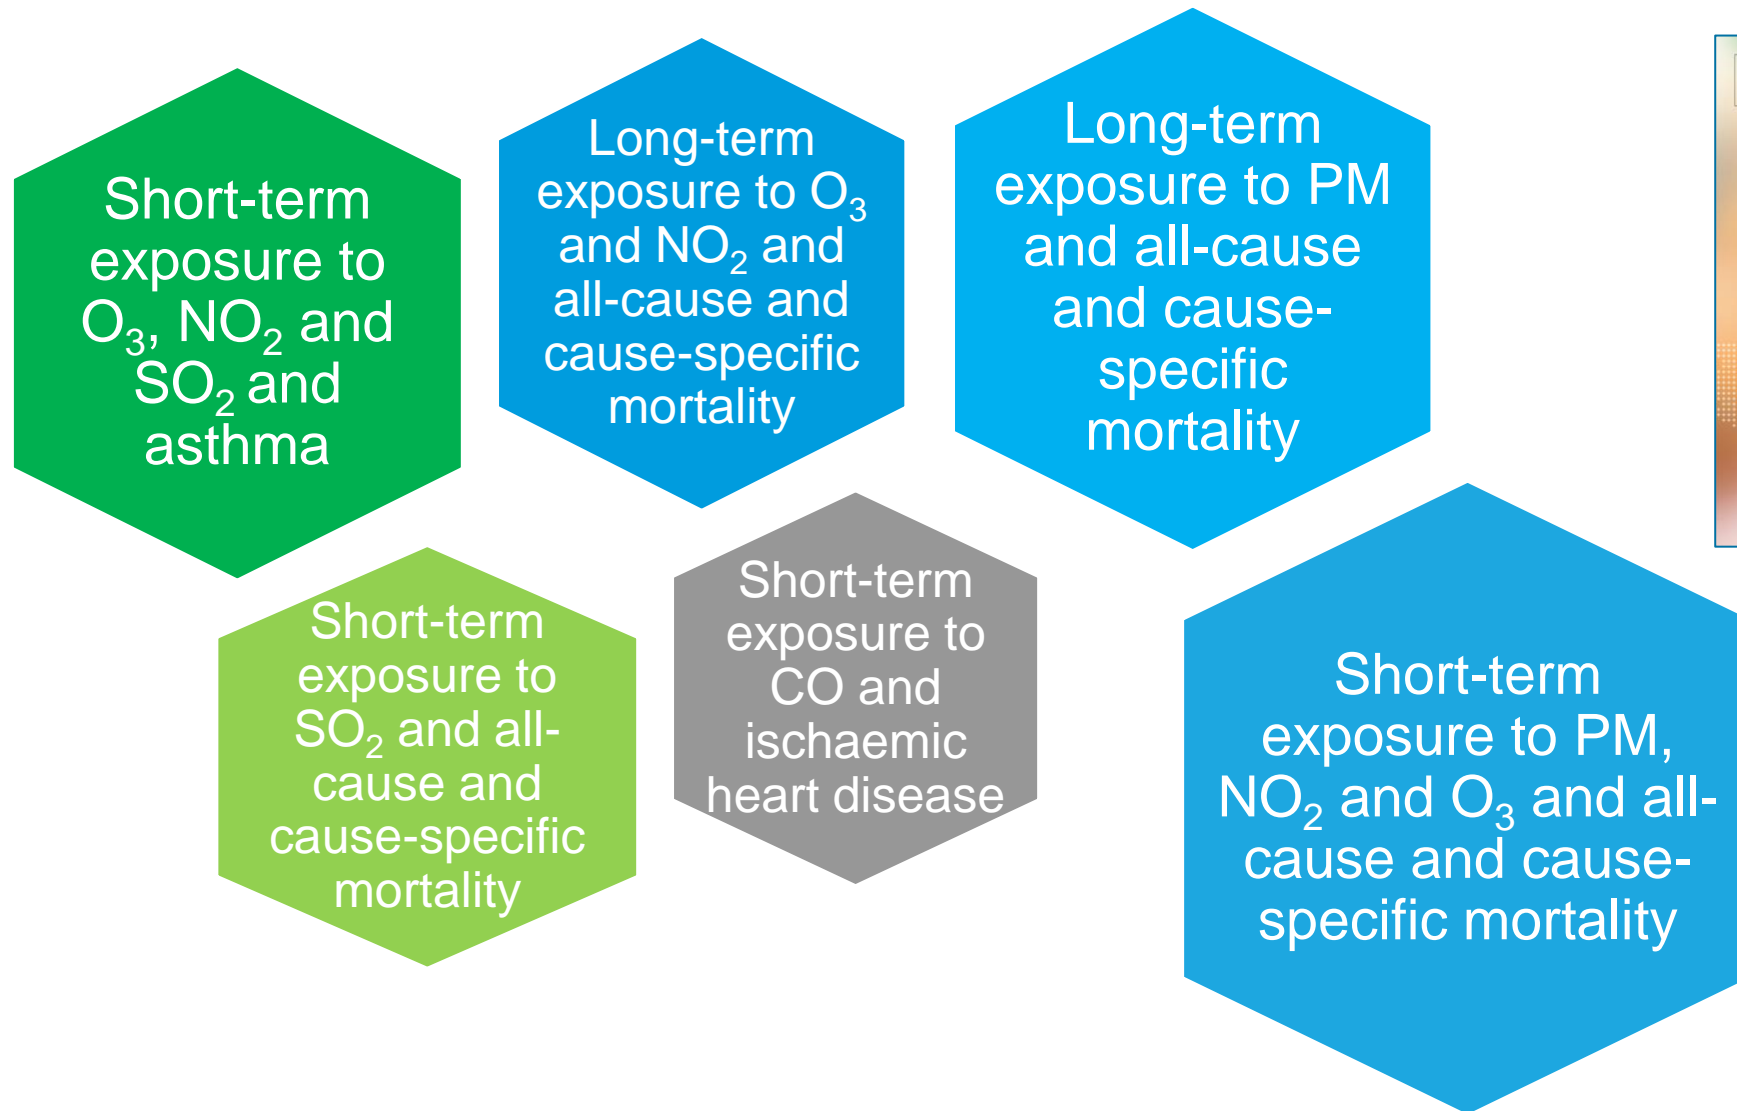 Short-term
exposure to
O₃, NO₂ and
SO₂ and
asthma
Long-term
exposure to O₃
and NO₂ and
all-cause and
cause-specific
mortality
Long-term
exposure to PM
and all-cause
and cause-
specific
mortality
Short-term
exposure to
SO₂ and all-
cause and
cause-specific
mortality
Short-term
exposure to
CO and
ischaemic
heart disease
Short-term
exposure to PM,
NO₂ and O₃ and all-
cause and cause-
specific mortality